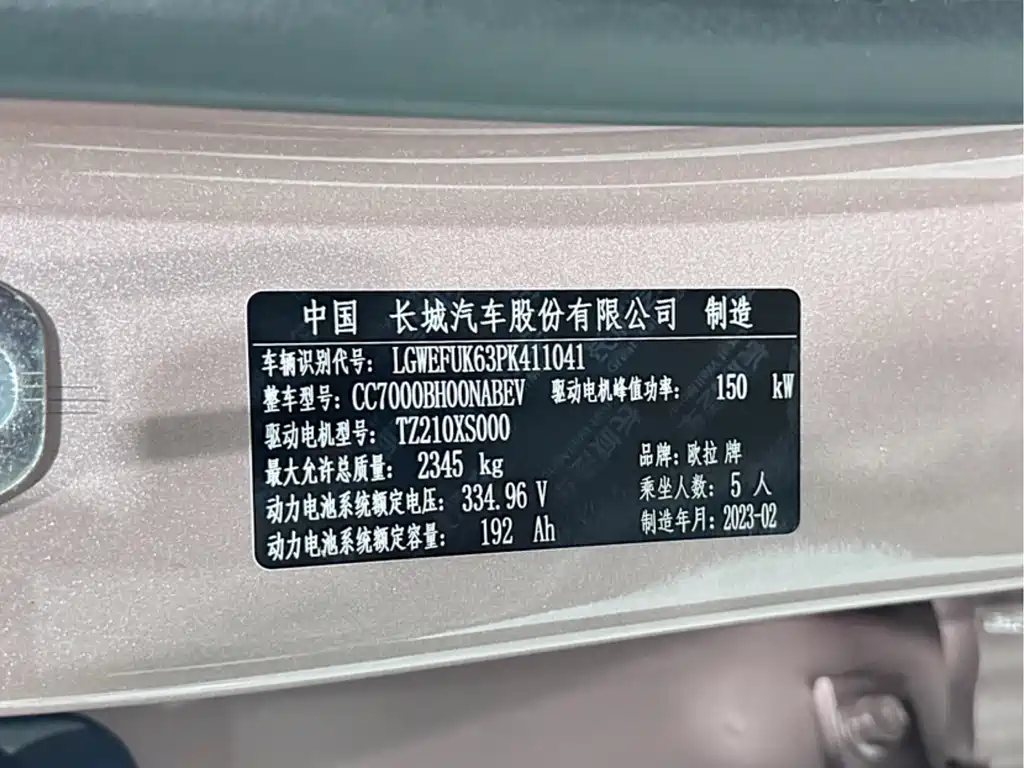 中国 长城汽车股份有限公司 制造
车辆识别代号: LGWEFUK63PK411041
整车型号: CC7000BH00NABEV 驱动电机峰值功率: 150 kW
驱动电机型号: TZ210XS000
最大允许总质量: 2345 kg 品牌: 欧拉 牌
动力电池系统额定电压: 334.96 V 乘坐人数: 5 人
动力电池系统额定容量: 192 Ah 制造年月: 2023-02